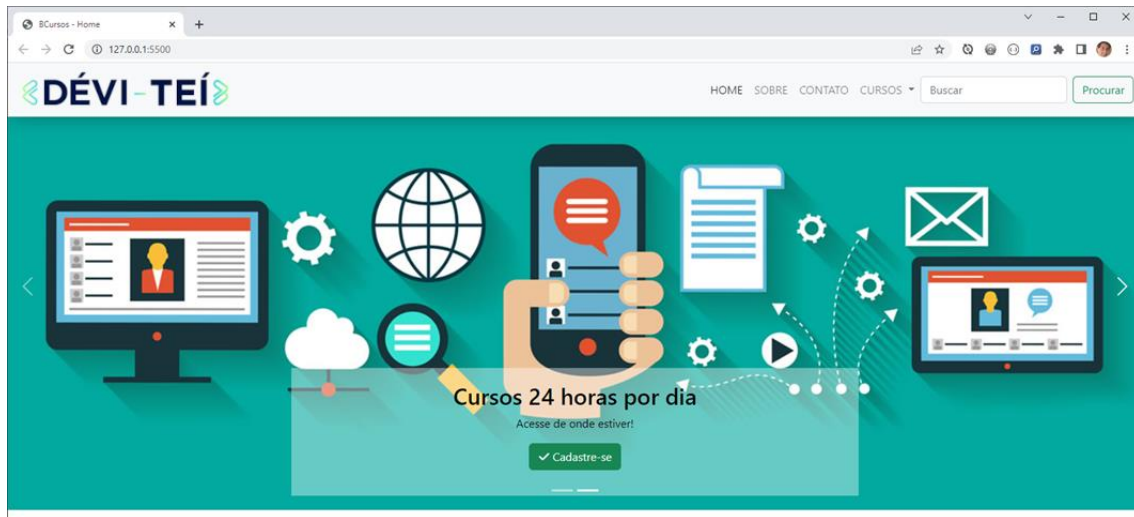 BCursos - Home
127.0.0.1:5500
DÉVI-TEÍ
HOME SOBRE CONTATO CURSOS Buscar Procurar
Cursos 24 horas por dia
Acesse de onde estiver!
Cadastre-se